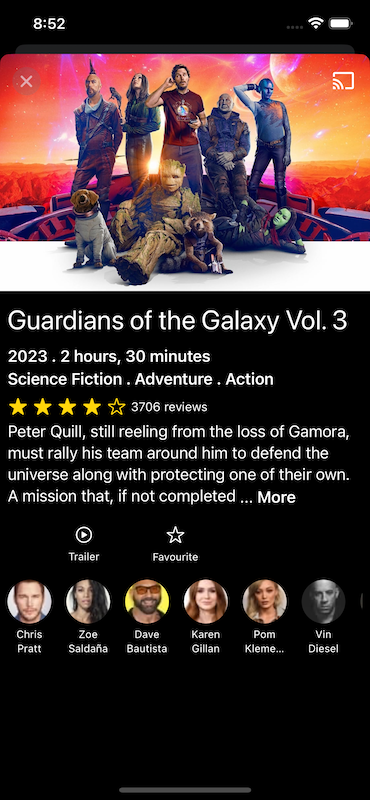 8:52
Guardians of the Galaxy Vol. 3
2023 . 2 hours, 30 minutes
Science Fiction . Adventure . Action
3706 reviews
Peter Quill, still reeling from the loss of Gamora,
must rally his team around him to defend the
universe along with protecting one of their own.
A mission that, if not completed ... More
Trailer
Favourite
Chris
Pratt
Zoe
Saldaña
Dave
Bautista
Karen
Gillan
Pom
Kleme...
Vin
Diesel